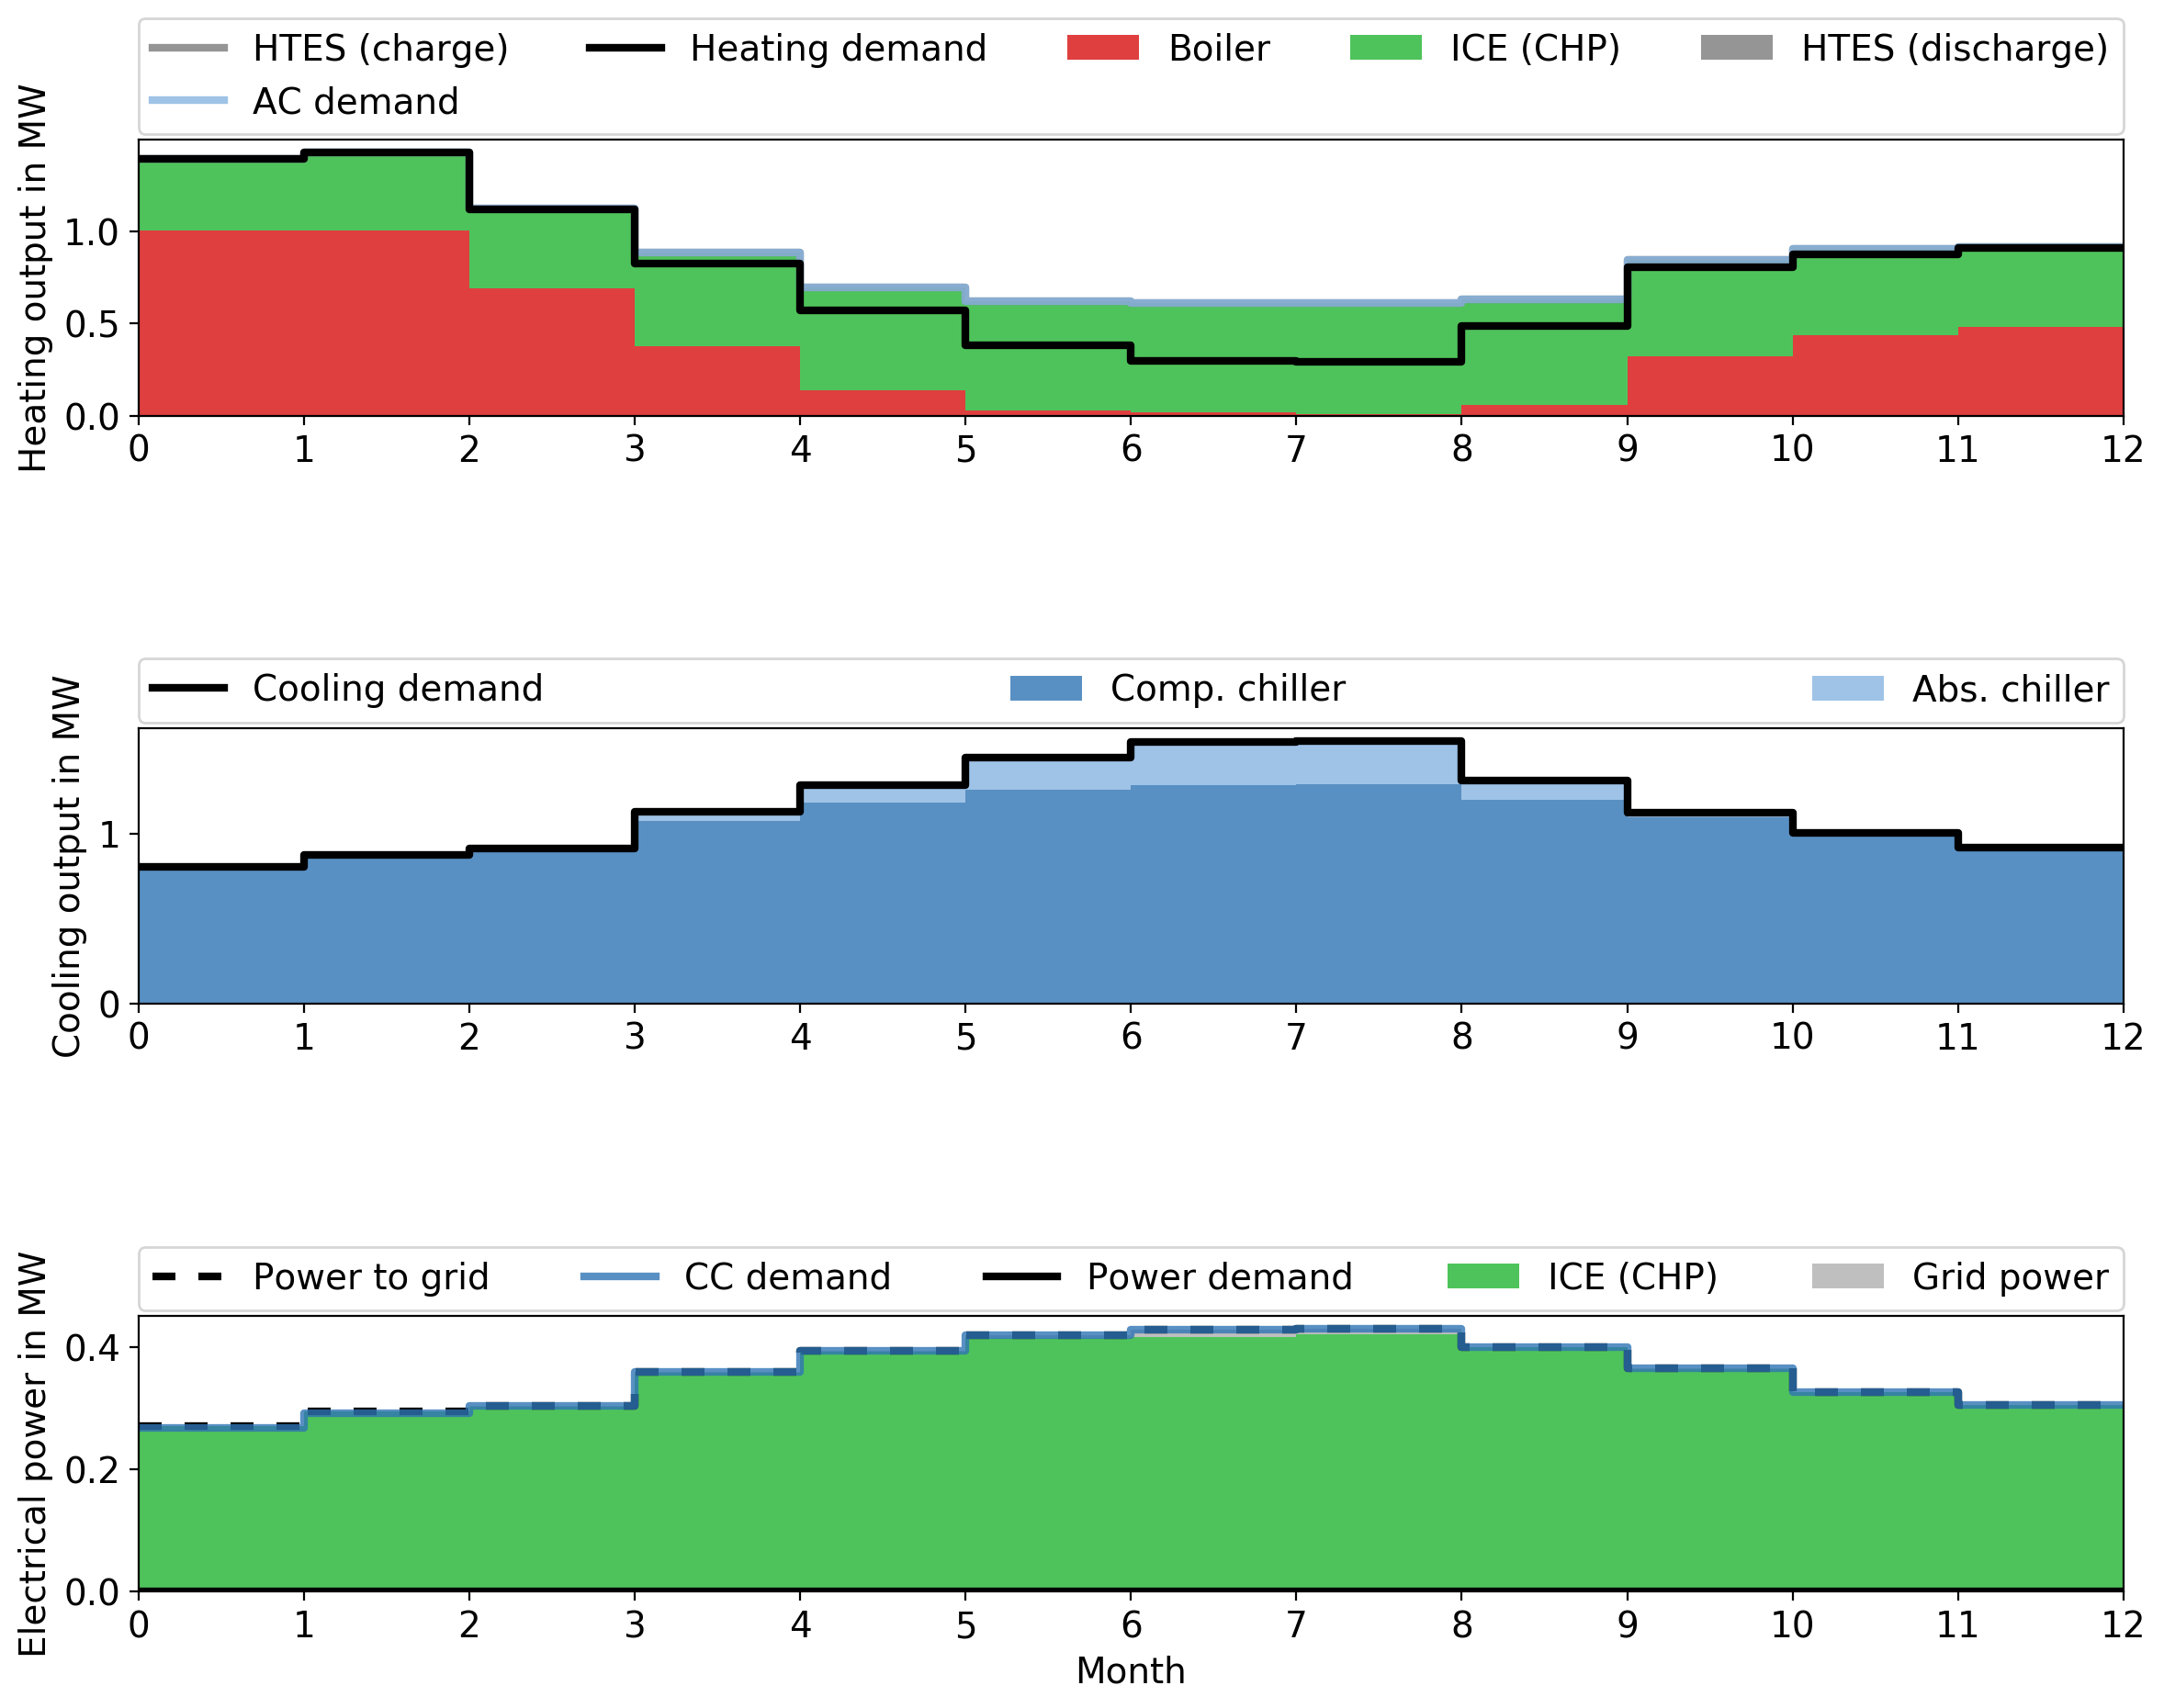 HTES (charge) Heating demand Boiler ICE (CHP) HTES (discharge)
AC demand
Heating output in MW
1.0
0.5
0.0
0 1 2 3 4 5 6 7 8 9 10 11 12
Cooling demand Comp. chiller Abs. chiller
Cooling output in MW
1
0
0 1 2 3 4 5 6 7 8 9 10 11 12
Power to grid CC demand Power demand ICE (CHP) Grid power
Electrical power in MW
0.4
0.2
0.0
0 1 2 3 4 5 6 7 8 9 10 11 12
Month